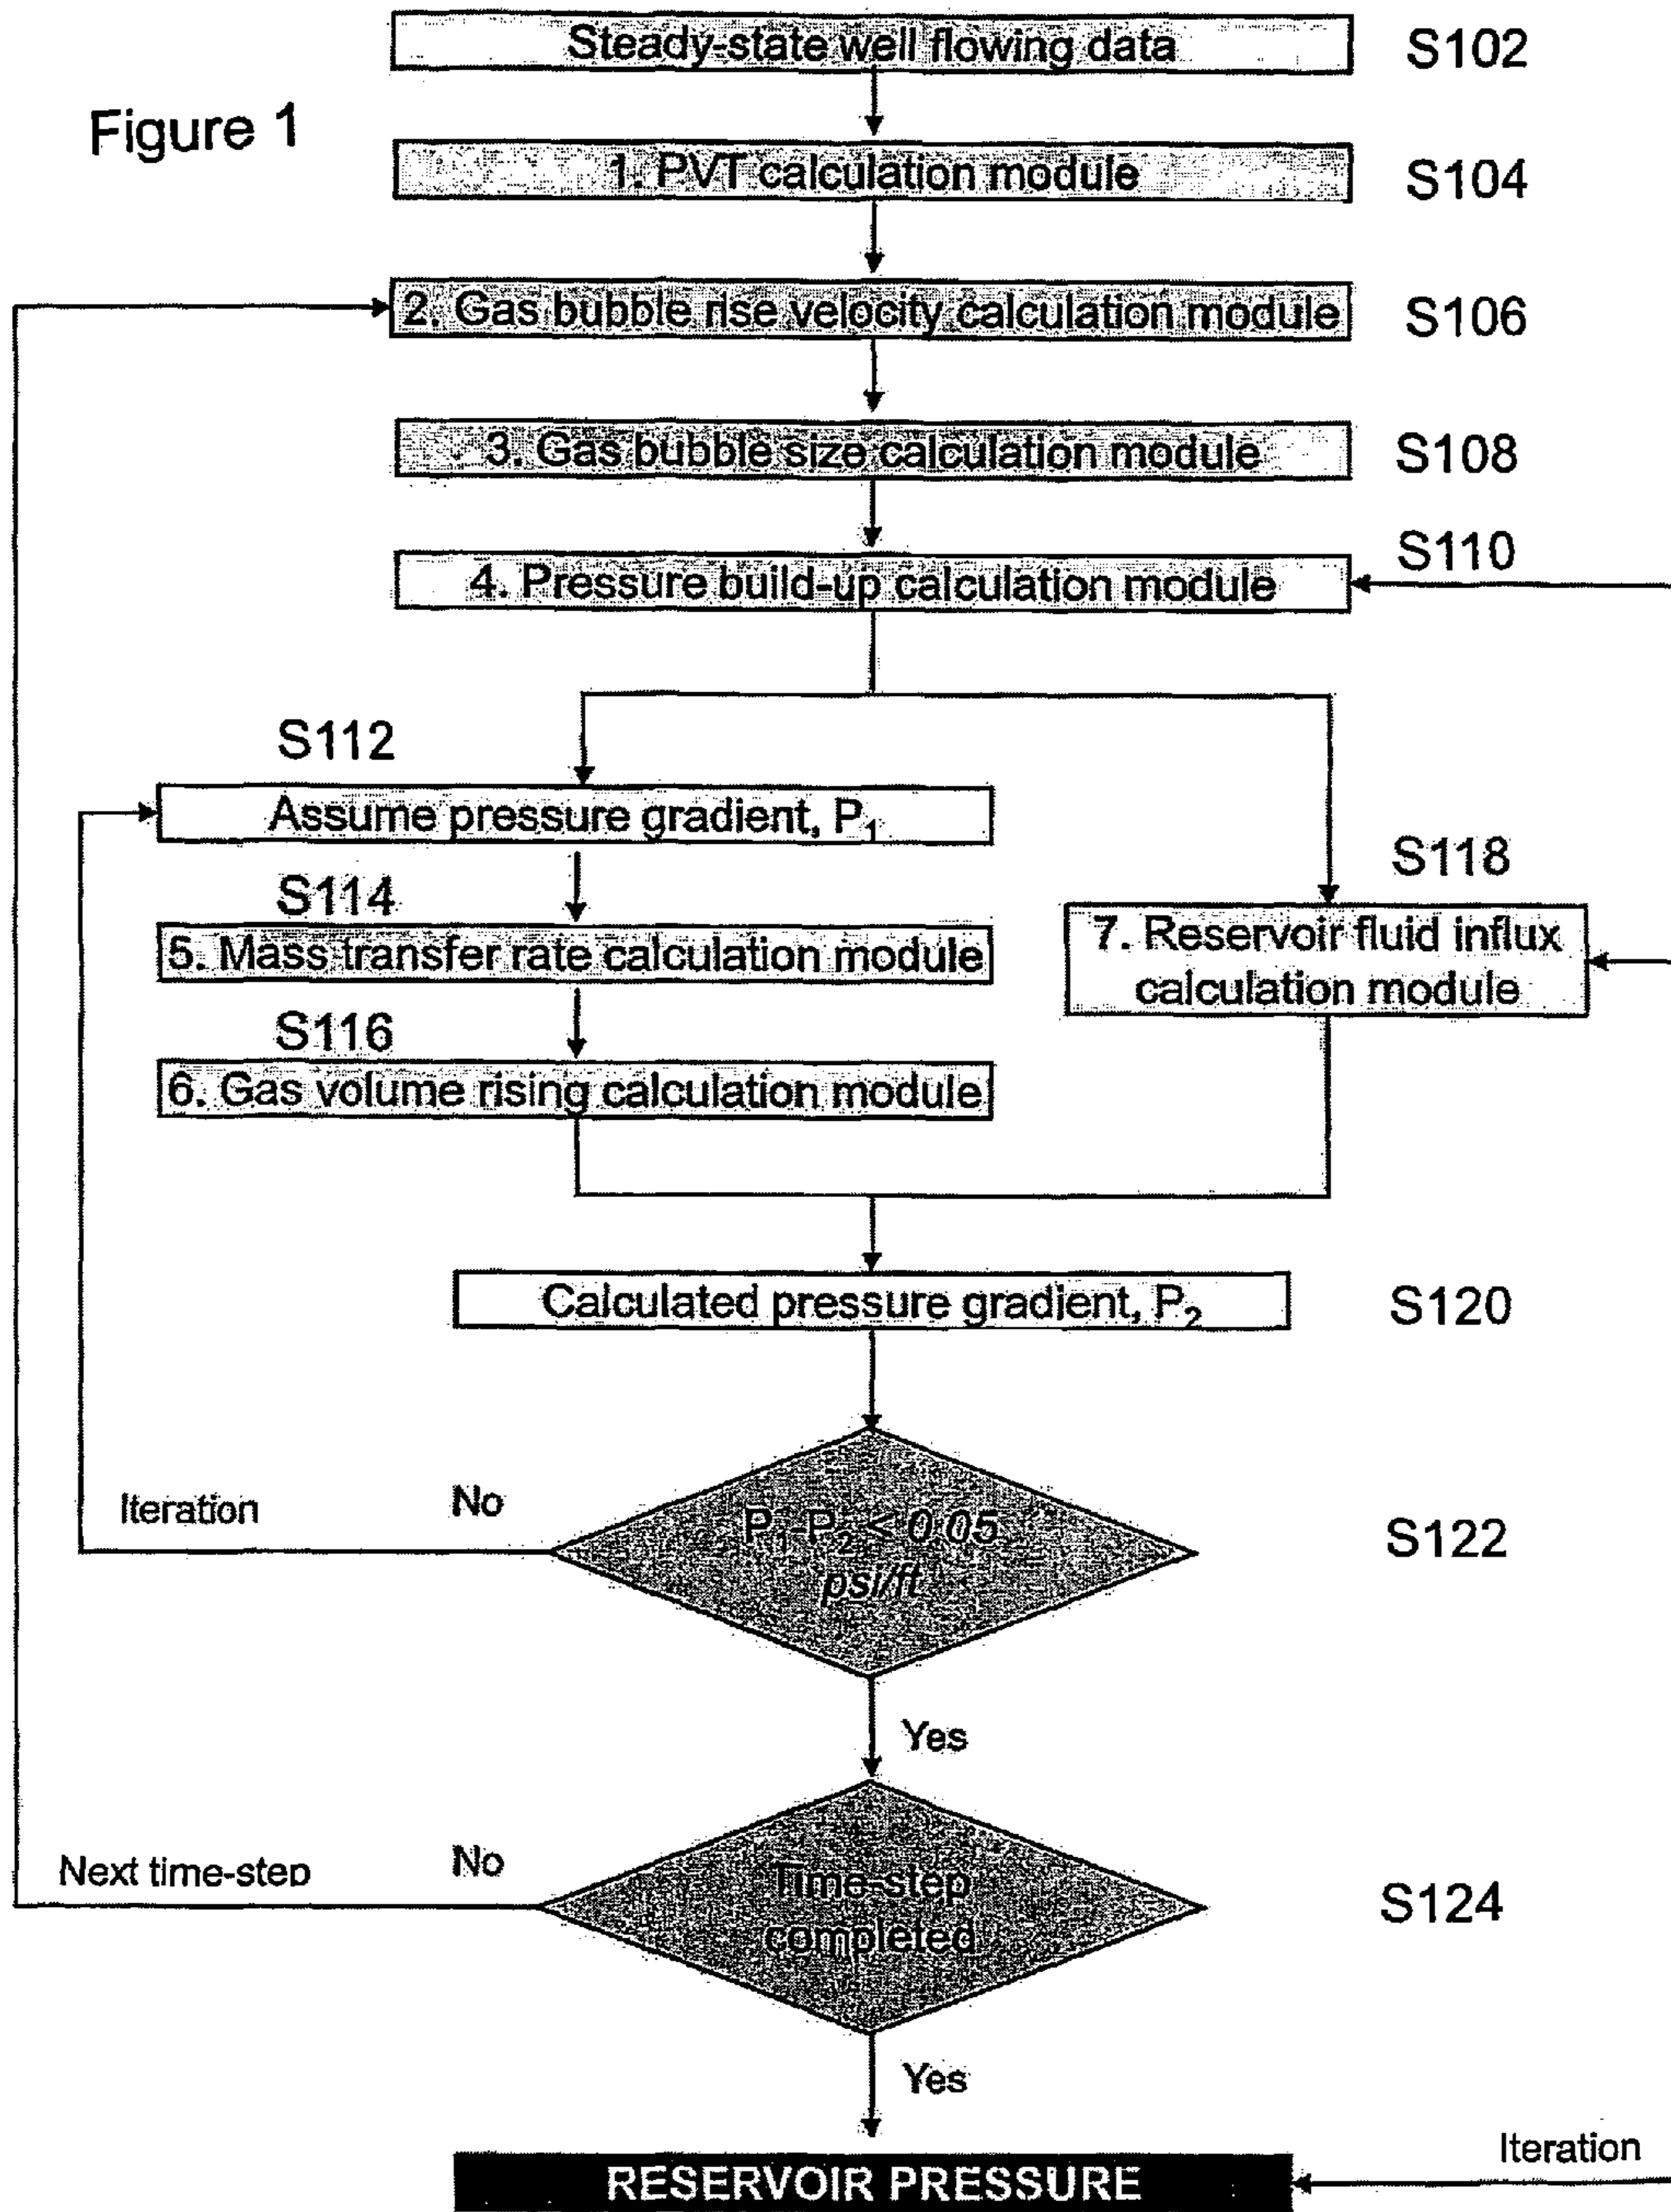 Figure 1
Steady-state well flowing data
S102
1. PVT calculation module
S104
2. Gas bubble rise velocity calculation module
S106
3. Gas bubble size calculation module
S108
4. Pressure build-up calculation module
S110
S112
Assume pressure gradient, P₁
S114
5. Mass transfer rate calculation module
S116
6. Gas volume rising calculation module
S118
7. Reservoir fluid influx
calculation module
Calculated pressure gradient, P₂
S120
Iteration
No
P₁-P₂ < 0.05
psi/ft
S122
Yes
Next time-step
No
Time-step
completed
S124
Yes
Iteration
RESERVOIR PRESSURE